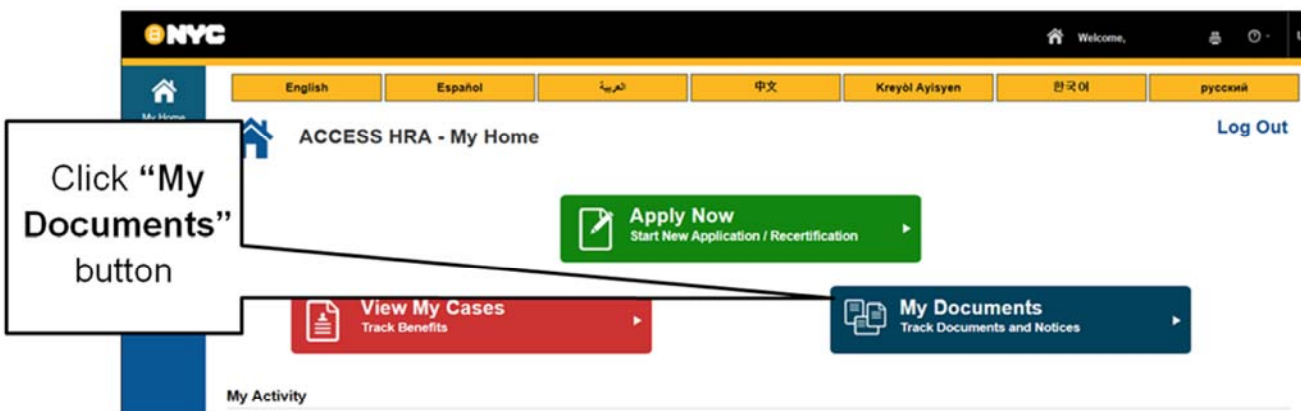 NYC
Welcome,
English
Español
العربية
中文
Kreyòl Ayisyen
한국어
русский
My Home
ACCESS HRA - My Home
Log Out
Click “My
Documents”
button
Apply Now
Start New Application / Recertification
View My Cases
Track Benefits
My Documents
Track Documents and Notices
My Activity